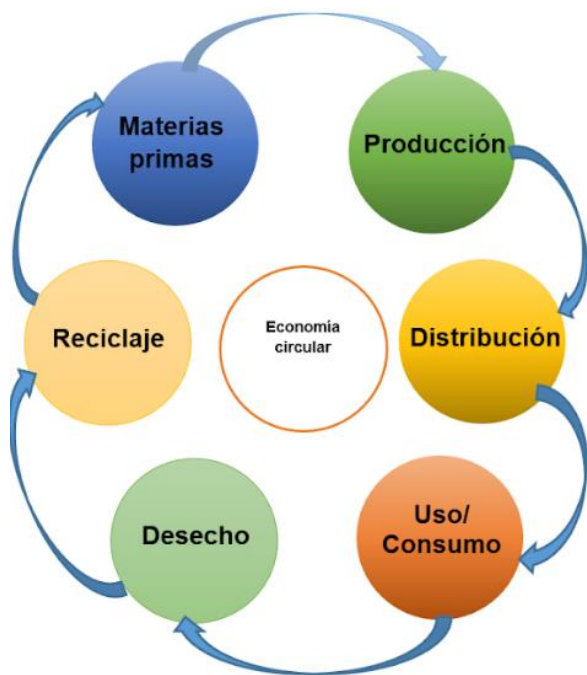 Materias
primas
Producción
Distribución
Uso/
Consumo
Desecho
Reciclaje
Economía
circular